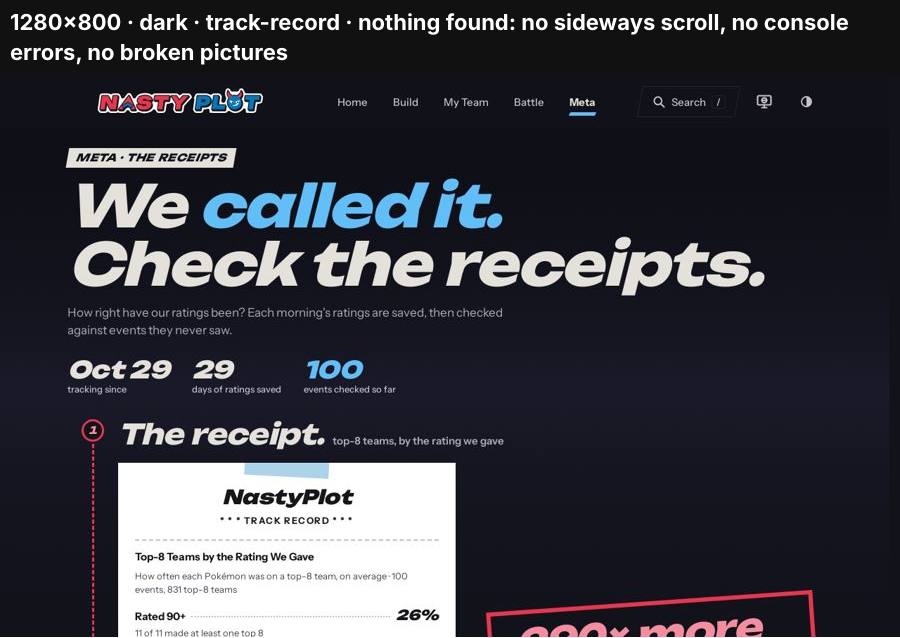 1280×800 · dark · track-record · nothing found: no sideways scroll, no console
errors, no broken pictures
NASTY PLOT
Home Build My Team Battle Meta Search /
META · THE RECEIPTS
We called it.
Check the receipts.
How right have our ratings been? Each morning's ratings are saved, then checked
against events they never saw.
Oct 29 29 100
tracking since days of ratings saved events checked so far
1 The receipt. top-8 teams, by the rating we gave
NastyPlot
• • • TRACK RECORD • • •
Top-8 Teams by the Rating We Gave
How often each Pokémon was on a top-8 team, on average · 100
events, 831 top-8 teams
Rated 90+ 26%
11 of 11 made at least one top 8
more